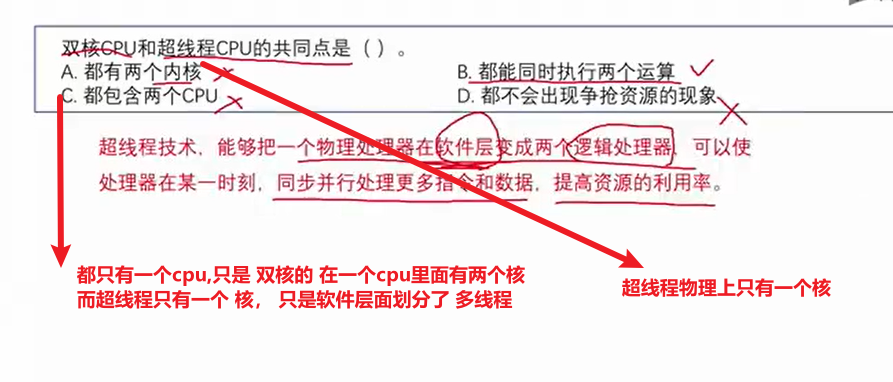 双核CPU和超线程CPU的共同点是（ ）。
A. 都有两个内核 B. 都能同时执行两个运算
C. 都包含两个CPU D. 都不会出现争抢资源的现象
超线程技术，能够把一个物理处理器在软件层变成两个逻辑处理器，可以使
处理器在某一时刻，同步并行处理更多指令和数据，提高资源的利用率。
都只有一个cpu,只是 双核的 在一个cpu里面有两个核
而超线程只有一个 核， 只是软件层面划分了 多线程
超线程物理上只有一个核